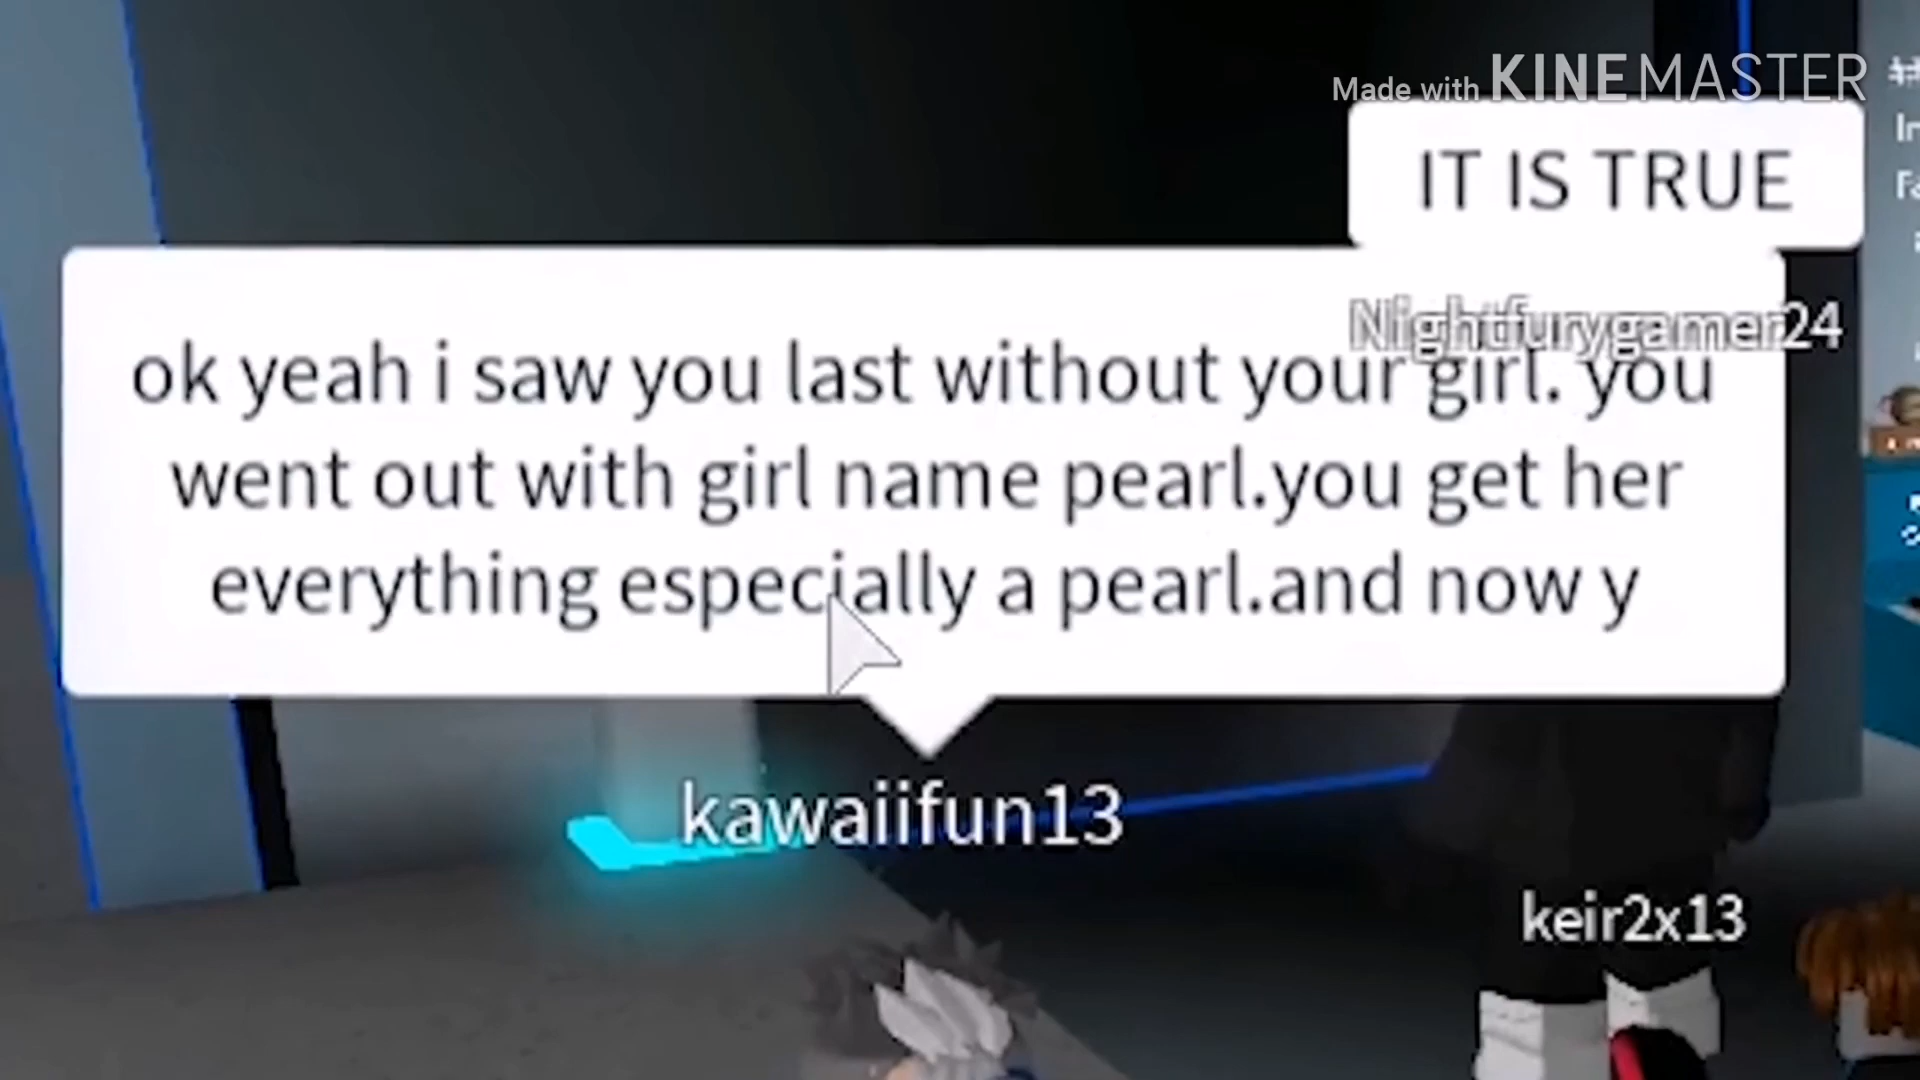 Made with KINEMASTER
IT IS TRUE
Nightfurygamer24
ok yeah i saw you last without your girl. you
went out with girl name pearl.you get her
everything especially a pearl.and now y
kawaiifun13
keir2x13